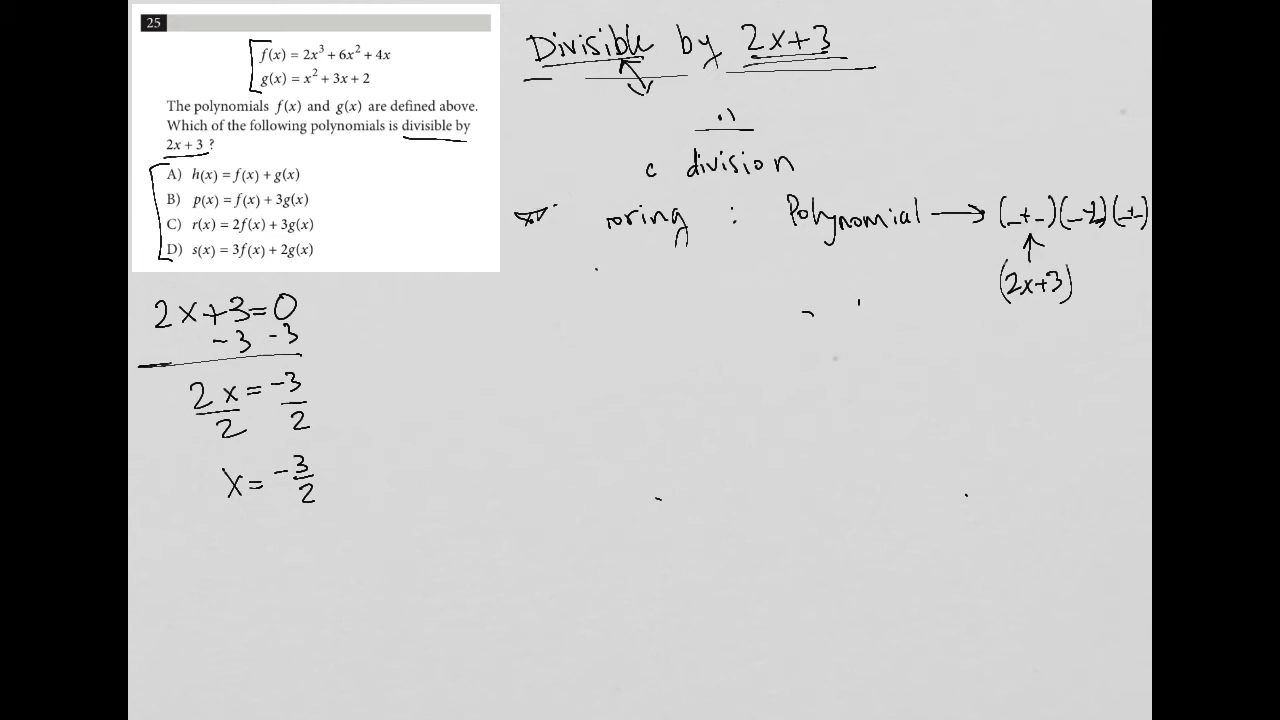 25
f(x) = 2x³ + 6x² + 4x
g(x) = x² + 3x + 2
The polynomials f(x) and g(x) are defined above.
Which of the following polynomials is divisible by
2x + 3 ?
A) h(x) = f(x) + g(x)
B) p(x) = f(x) + 3g(x)
C) r(x) = 2f(x) + 3g(x)
D) s(x) = 3f(x) + 2g(x)
Divisible by 2x+3
c division
roring : Polynomial → (_+_)(_+_)(_+_)
(2x+3)
2x+3=0
-3 -3
2x/2 = -3/2
x = -3/2